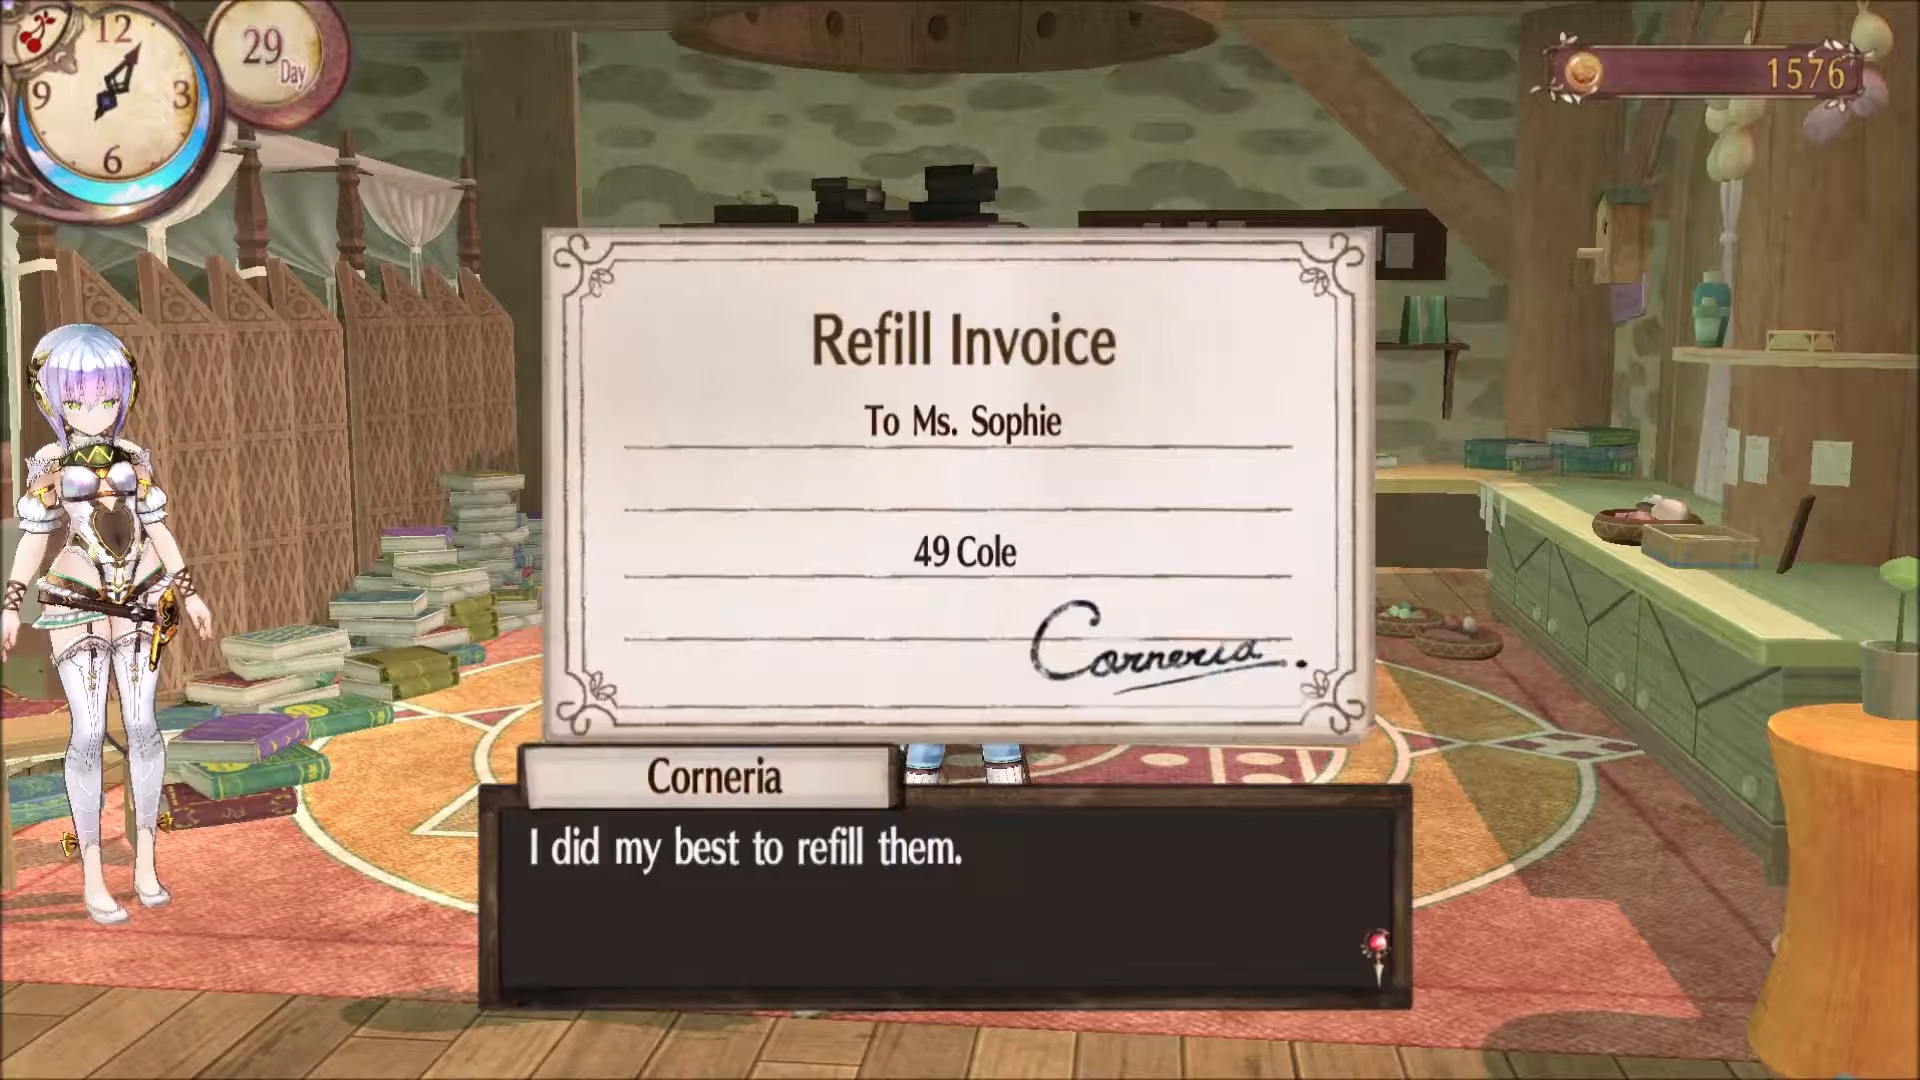 12
3
6
9
29
Day
1576
Refill Invoice
To Ms. Sophie
49 Cole
Corneria.
Corneria
I did my best to refill them.